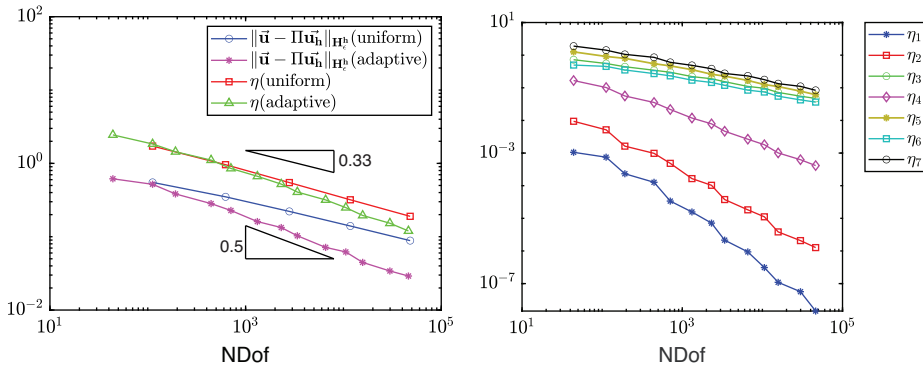 10^2
10^0
10^-2
10^1
10^3
10^5
NDof
‖u⃗ − Πu⃗_h‖_{H^h_ϵ}(uniform)
‖u⃗ − Πu⃗_h‖_{H^h_ϵ}(adaptive)
η(uniform)
η(adaptive)
0.33
0.5
10^-1
10^-3
10^-7
10^1
10^3
10^5
NDof
η1
η2
η3
η4
η5
η6
η7